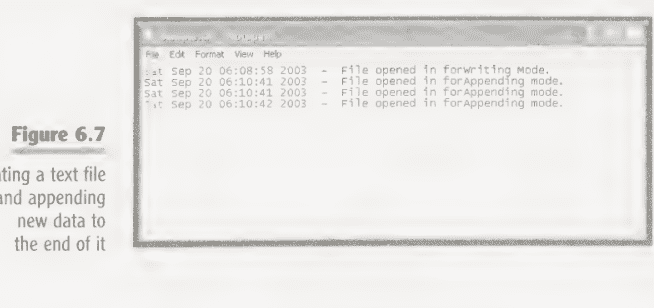 File Edit Format View Help
Sat Sep 20 06:08:58 2003 - File opened in forwriting Mode.
Sat Sep 20 06:10:41 2003 - File opened in forAppending mode.
Sat Sep 20 06:10:41 2003 - File opened in forAppending mode.
Sat Sep 20 06:10:42 2003 - File opened in forAppending mode.
Figure 6.7
a text file
and appending
new data to
the end of it